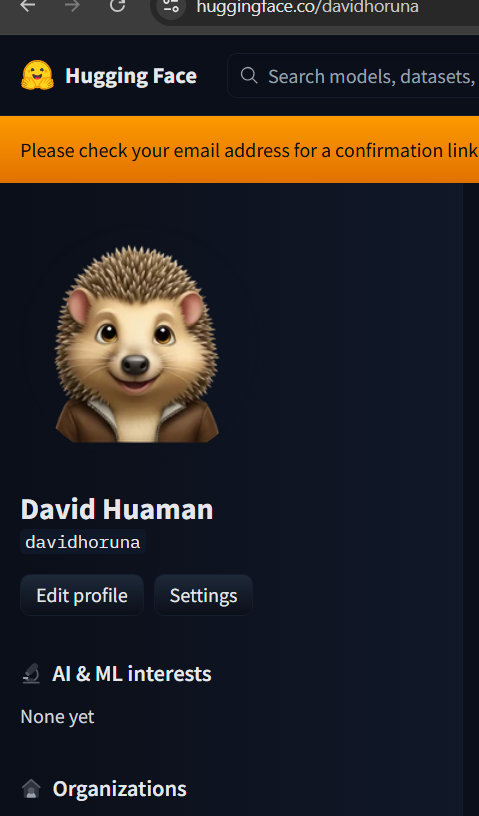 huggingface.co/davidhoruna
Hugging Face
Search models, datasets,
Please check your email address for a confirmation link
David Huaman
davidhoruna
Edit profile Settings
AI & ML interests
None yet
Organizations